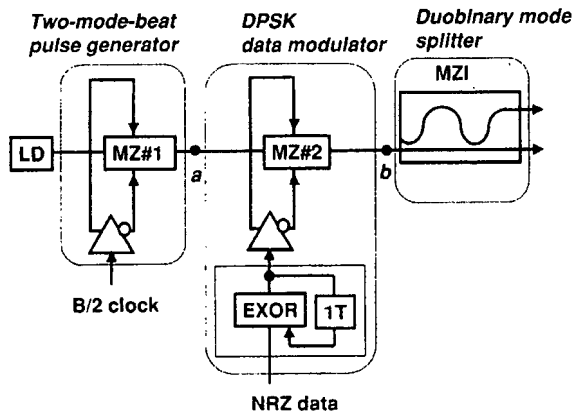 Two-mode-beat
pulse generator
DPSK
data modulator
Duobinary mode
splitter
MZI
LD
MZ#1
a
MZ#2
b
B/2 clock
EXOR
1T
NRZ data